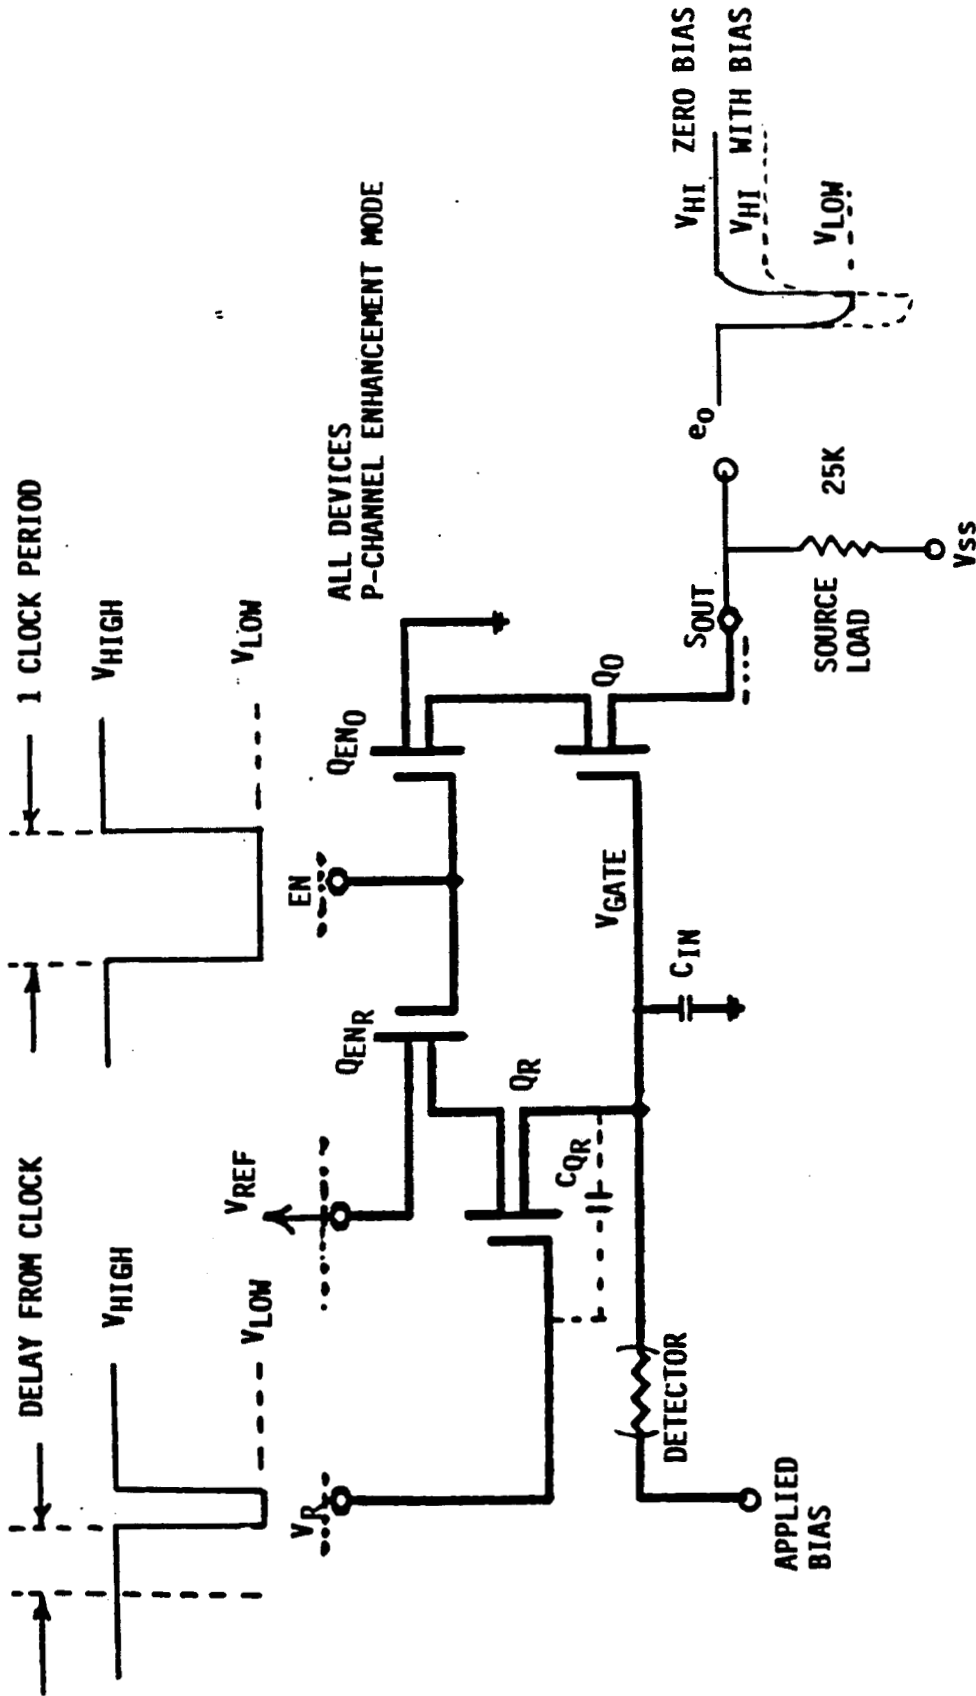 DELAY FROM CLOCK
1 CLOCK PERIOD
VHIGH
VLOW
VHIGH
VLOW
VR
VREF
EN
ALL DEVICES
P-CHANNEL ENHANCEMENT MODE
QENR
QENO
QR
CQR
QO
VGATE
CIN
DETECTOR
APPLIED
BIAS
SOUT
SOURCE
LOAD
25K
VSS
eo
VHI ZERO BIAS
VHI WITH BIAS
VLOW